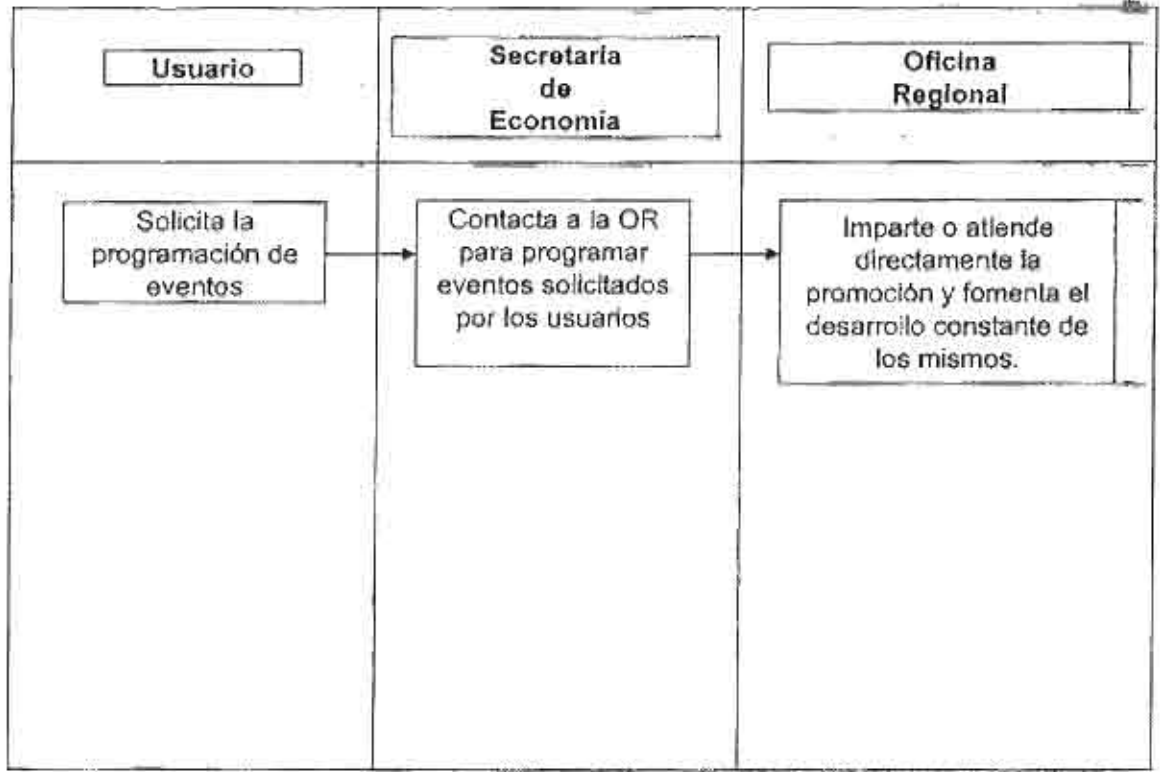 Usuario
Secretaría
de
Economía
Oficina
Regional
Solicita la
programación de
eventos
Contacta a la OR
para programar
eventos solicitados
por los usuarios
Imparte o atiende
directamente la
promoción y fomenta el
desarrollo constante de
los mismos.